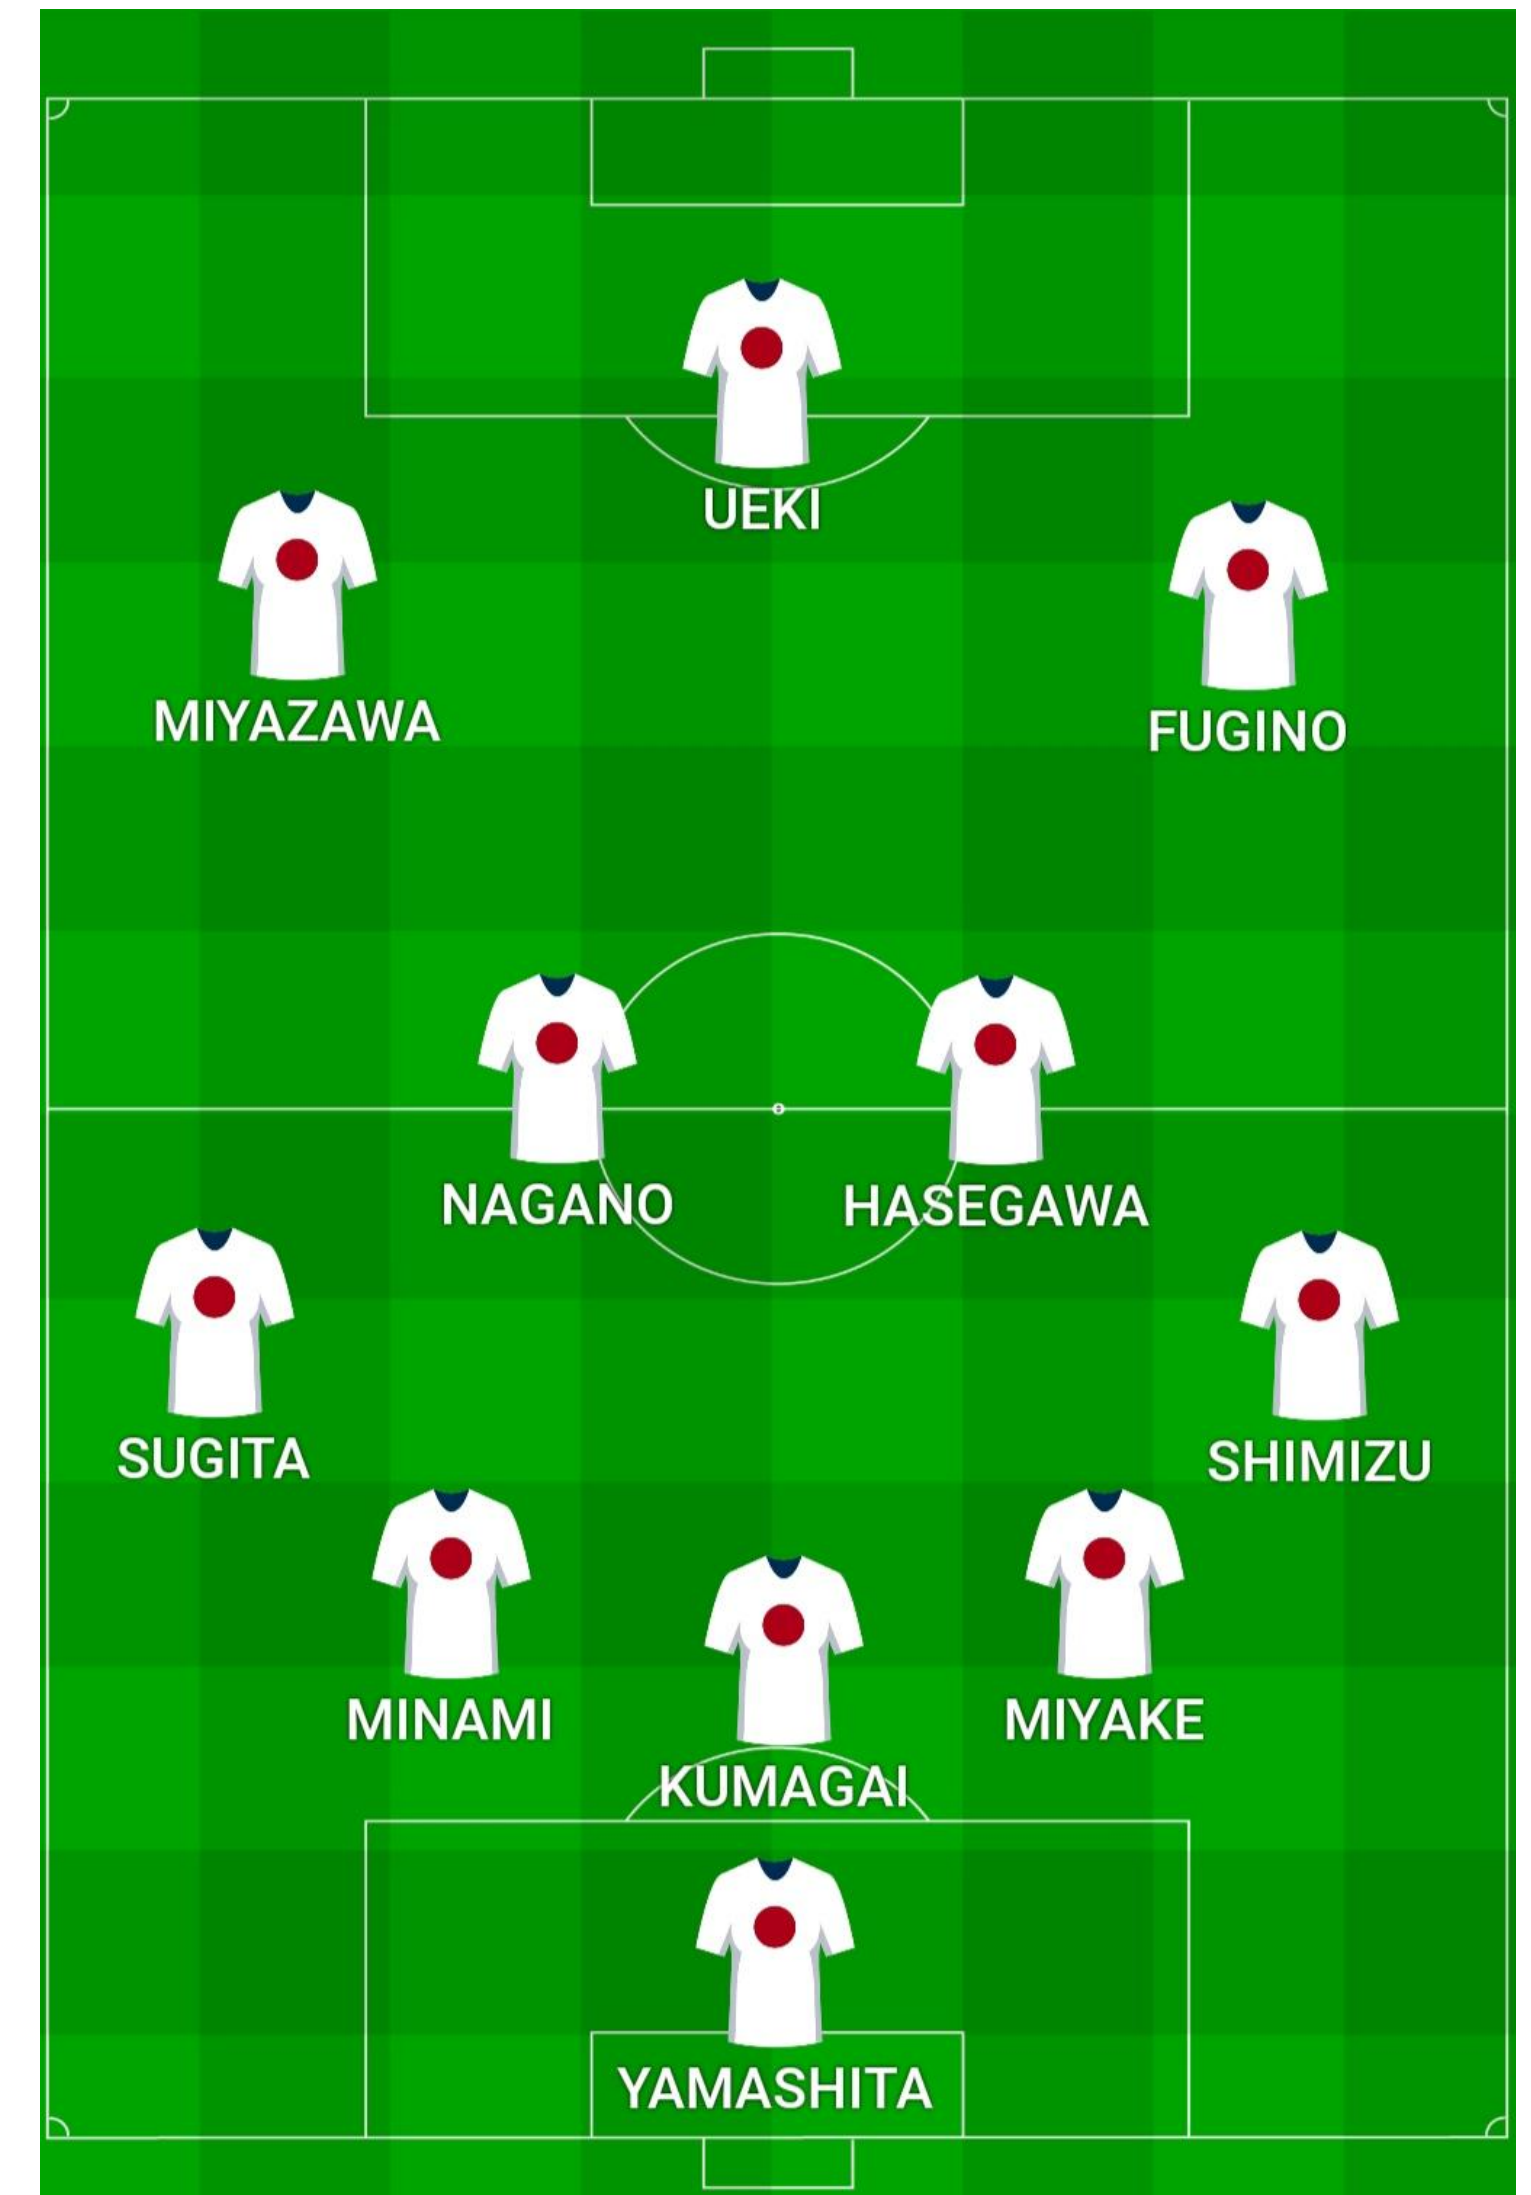 UEKI
MIYAZAWA
FUGINO
NAGANO
HASEGAWA
SUGITA
SHIMIZU
MINAMI
MIYAKE
KUMAGAI
YAMASHITA